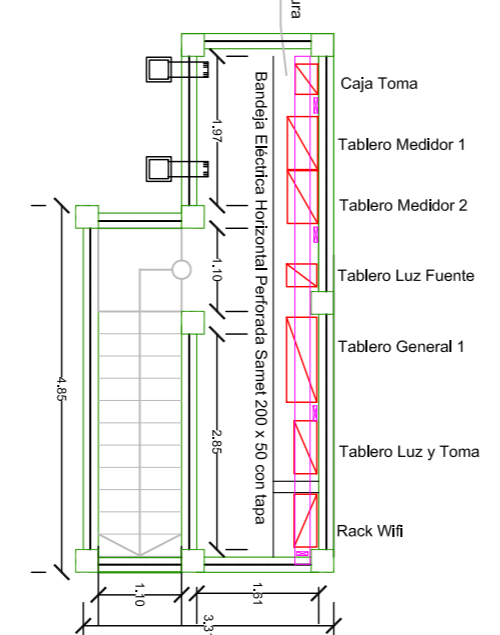 ura
Caja Toma
Tablero Medidor 1
Tablero Medidor 2
Tablero Luz Fuente
Tablero General 1
Tablero Luz y Toma
Rack Wifi
Bandeja Eléctrica Horizontal Perforada Samet 200 x 50 con tapa
1.97
1.10
2.85
4.85
1.10
1.61